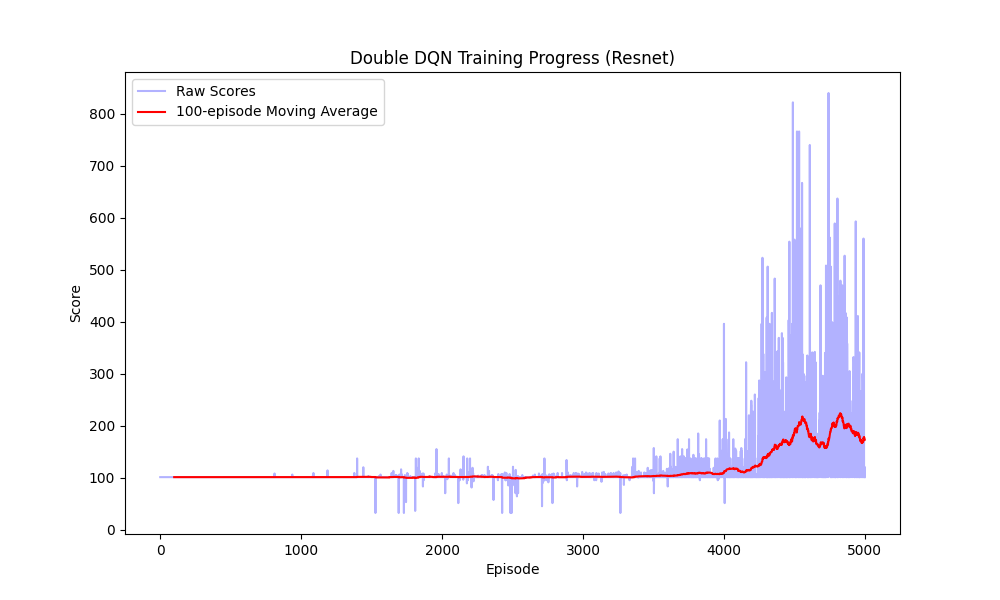 Double DQN Training Progress (Resnet)
Raw Scores
100-episode Moving Average
Score
800
700
600
500
400
300
200
100
0
0 1000 2000 3000 4000 5000
Episode